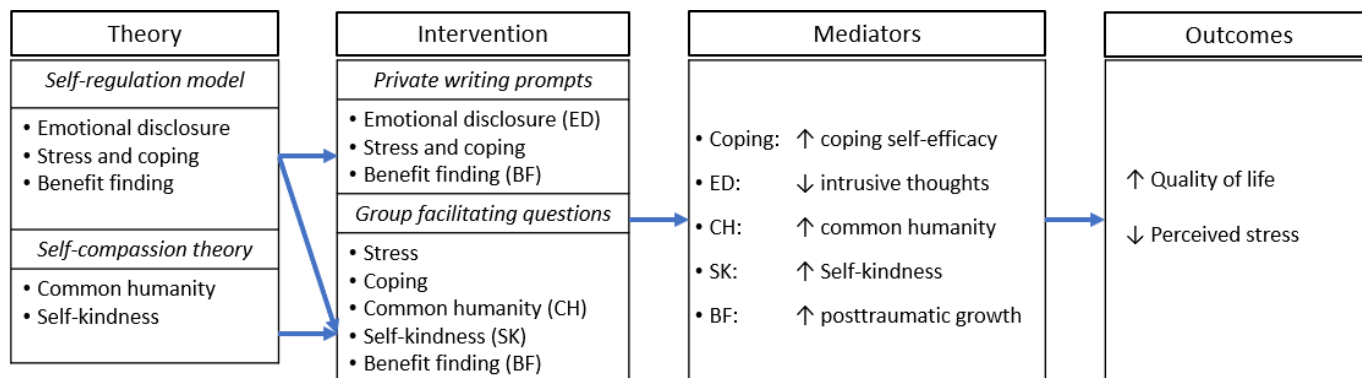 Theory
Self-regulation model
• Emotional disclosure
• Stress and coping
• Benefit finding
Self-compassion theory
• Common humanity
• Self-kindness
Intervention
Private writing prompts
• Emotional disclosure (ED)
• Stress and coping
• Benefit finding (BF)
Group facilitating questions
• Stress
• Coping
• Common humanity (CH)
• Self-kindness (SK)
• Benefit finding (BF)
Mediators
• Coping: ↑ coping self-efficacy
• ED: ↓ intrusive thoughts
• CH: ↑ common humanity
• SK: ↑ Self-kindness
• BF: ↑ posttraumatic growth
Outcomes
↑ Quality of life
↓ Perceived stress